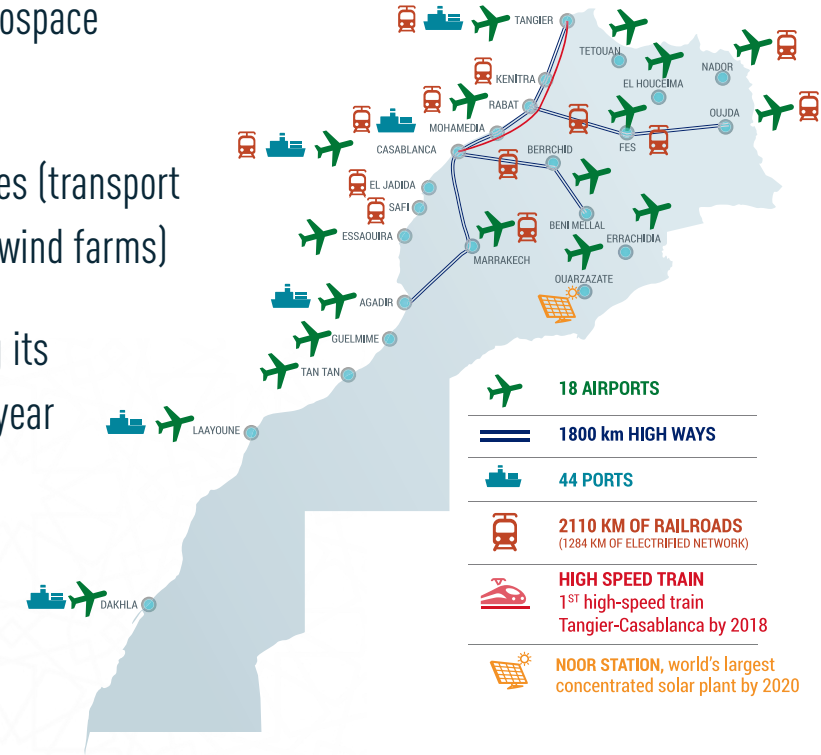 ospace
es (transport
wind farms)
its
year
TANGIER
TETOUAN
NADOR
KENITRA
EL HOUCEIMA
RABAT
OUJDA
MOHAMEDIA
CASABLANCA
BERRCHID
FES
EL JADIDA
SAFI
BENI MELLAL
ESSAOUIRA
ERRACHIDIA
MARRAKECH
OUARZAZATE
AGADIR
GUELMIME
TAN TAN
LAAYOUNE
DAKHLA
18 AIRPORTS
1800 km HIGH WAYS
44 PORTS
2110 KM OF RAILROADS
(1284 KM OF ELECTRIFIED NETWORK)
HIGH SPEED TRAIN
1ST high-speed train
Tangier-Casablanca by 2018
NOOR STATION, world's largest
concentrated solar plant by 2020